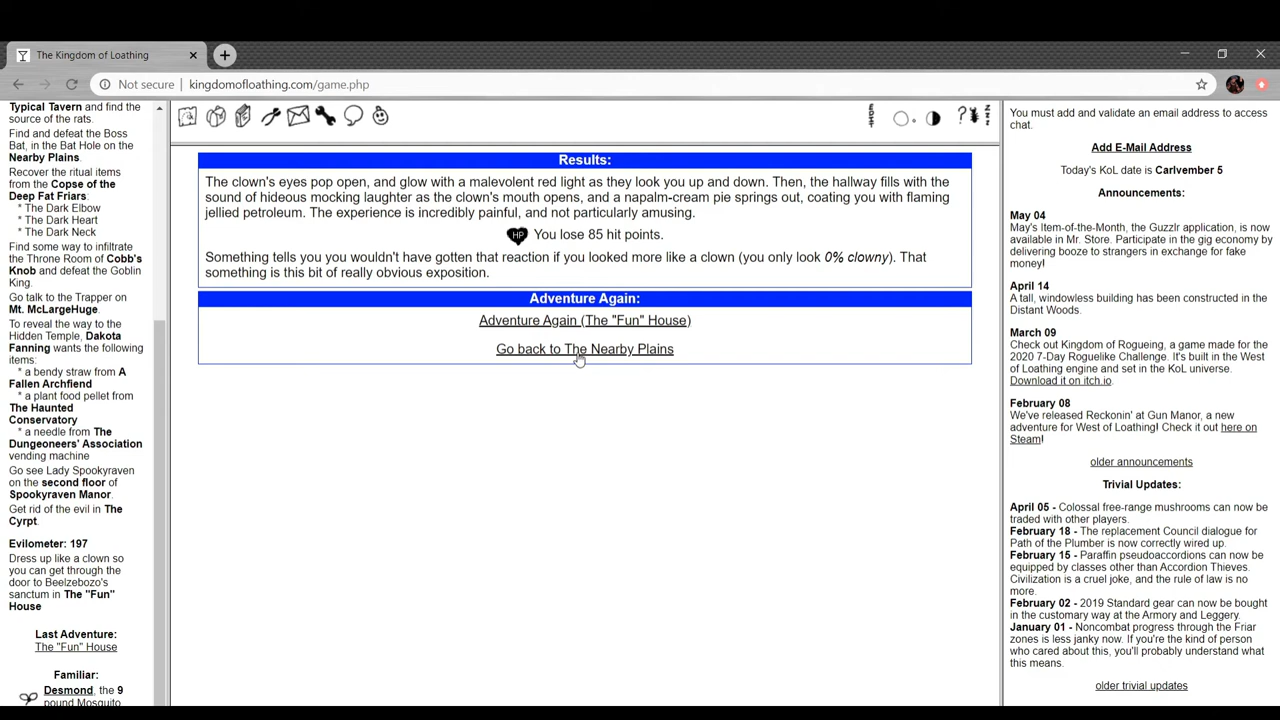 The Kingdom of Loathing
Not secure
kingdomofloathing.com/game.php
Typical Tavern and find the
source of the rats.
Find and defeat the Boss
Bat, in the Bat Hole on the
Nearby Plains.
Recover the ritual items
from the Copse of the
Deep Fat Friars.
* The Dark Elbow
* The Dark Heart
* The Dark Neck
Find some way to infiltrate
the Throne Room of Cobb's
Knob and defeat the Goblin
King.
Go talk to the Trapper on
Mt. McLargeHuge.
To reveal the way to the
Hidden Temple, Dakota
Fanning wants the following
items:
* a bendy straw from A
Fallen Archfiend
* a plant food pellet from
The Haunted
Conservatory
* a needle from The
Dungeoneers' Association
vending machine
Go see Lady Spookyraven
on the second floor of
Spookyraven Manor.
Get rid of the evil in The
Cyrpt.
Evilometer: 197
Dress up like a clown so
you can get through the
door to Beelzebozo's
sanctum in The "Fun"
House
Last Adventure:
The "Fun" House
Familiar:
Desmond, the 9
pound Mosquito
Results:
The clown's eyes pop open, and glow with a malevolent red light as they look you up and down. Then, the hallway fills with the
sound of hideous mocking laughter as the clown's mouth opens, and a napalm-cream pie springs out, coating you with flaming
jellied petroleum. The experience is incredibly painful, and not particularly amusing.
HP You lose 85 hit points.
Something tells you you wouldn't have gotten that reaction if you looked more like a clown (you only look 0% clowny). That
something is this bit of really obvious exposition.
Adventure Again:
Adventure Again (The "Fun" House)
Go back to The Nearby Plains
You must add and validate an email address to access
chat.
Add E-Mail Address
Today's KoL date is Carlvember 5
Announcements:
May 04
May's Item-of-the-Month, the Guzzlr application, is now
available in Mr. Store. Participate in the gig economy by
delivering booze to strangers in exchange for fake
money!
April 14
A tall, windowless building has been constructed in the
Distant Woods.
March 09
Check out Kingdom of Rogueing, a game made for the
2020 7-Day Roguelike Challenge. It's built in the West
of Loathing engine and set in the KoL universe.
Download it on itch.io.
February 08
We've released Reckonin' at Gun Manor, a new
adventure for West of Loathing! Check it out here on
Steam!
older announcements
Trivial Updates:
April 05 - Colossal free-range mushrooms can now be
traded with other players.
February 18 - The replacement Council dialogue for
Path of the Plumber is now correctly wired up.
February 15 - Paraffin pseudoaccordions can now be
equipped by classes other than Accordion Thieves.
Civilization is a cruel joke, and the rule of law is no
more.
February 02 - 2019 Standard gear can now be bought
in the customary way at the Armory and Leggery.
January 01 - Noncombat progress through the Friar
zones is less janky now. If you're the kind of person
who cared about this, you'll probably understand what
this means.
older trivial updates